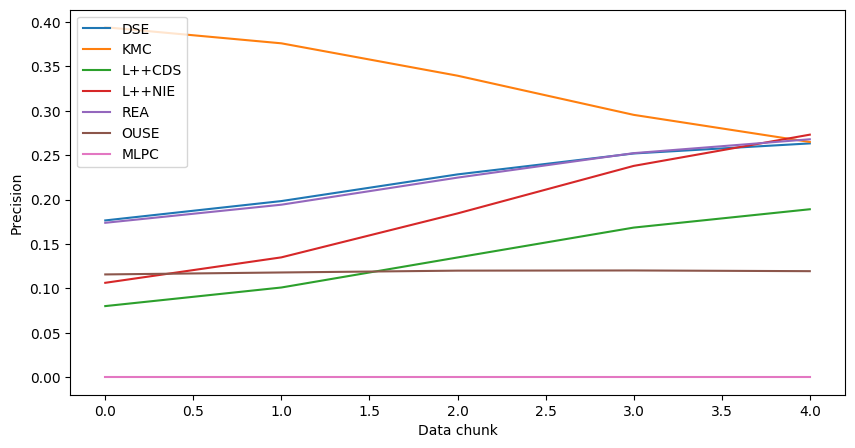 0.40
0.35
0.30
0.25
0.20
0.15
0.10
0.05
0.00
Precision
DSE
KMC
L++CDS
L++NIE
REA
OUSE
MLPC
0.0 0.5 1.0 1.5 2.0 2.5 3.0 3.5 4.0
Data chunk